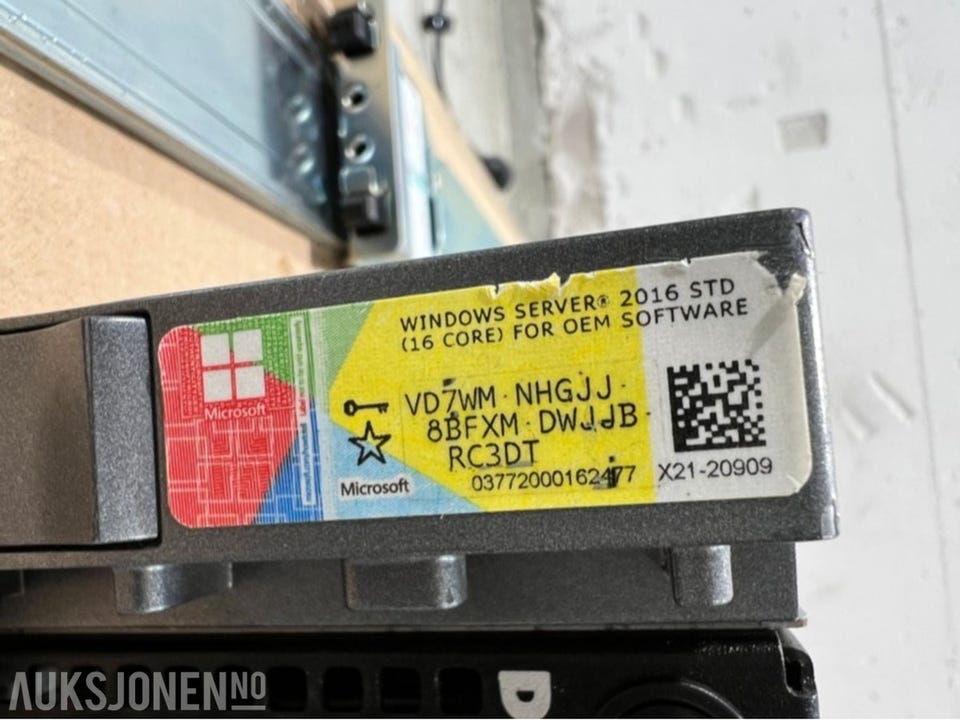 WINDOWS SERVER® 2016 STD
(16 CORE) FOR OEM SOFTWARE
Microsoft
VD7WM-NHGJJ-
8BFXM-DWJJB-
RC3DT
Microsoft
03772000162477
X21-20909
AUKSJONEN.NO